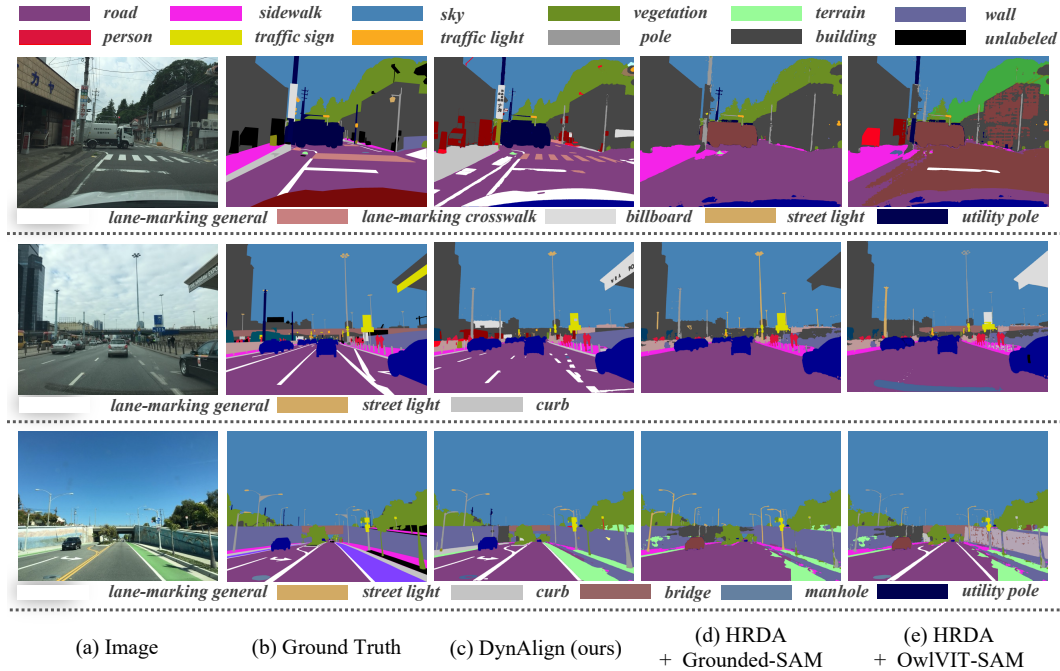 road sidewalk sky vegetation terrain wall
person traffic sign traffic light pole building unlabeled
カ ヤ
lane-marking general lane-marking crosswalk billboard street light utility pole
lane-marking general street light curb
lane-marking general street light curb bridge manhole utility pole
(a) Image (b) Ground Truth (c) DynAlign (ours) (d) HRDA + Grounded-SAM (e) HRDA + OwlVIT-SAM